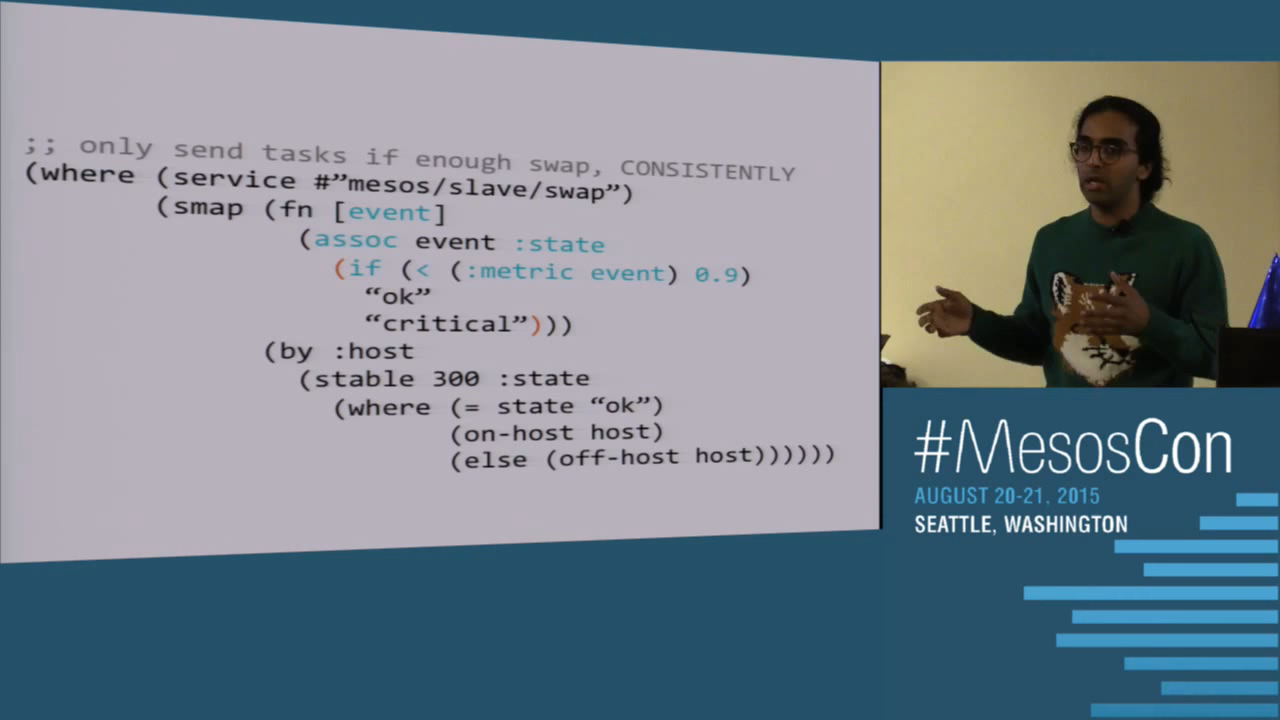 ;; only send tasks if enough swap, CONSISTENTLY
(where (service #”mesos/slave/swap”)
(smap (fn [event]
(assoc event :state
(if (< (:metric event) 0.9)
“ok”
“critical”)))
(by :host
(stable 300 :state
(where (= state “ok”)
(on-host host)
(else (off-host host))))))
#MesosCon
AUGUST 20-21, 2015
SEATTLE, WASHINGTON